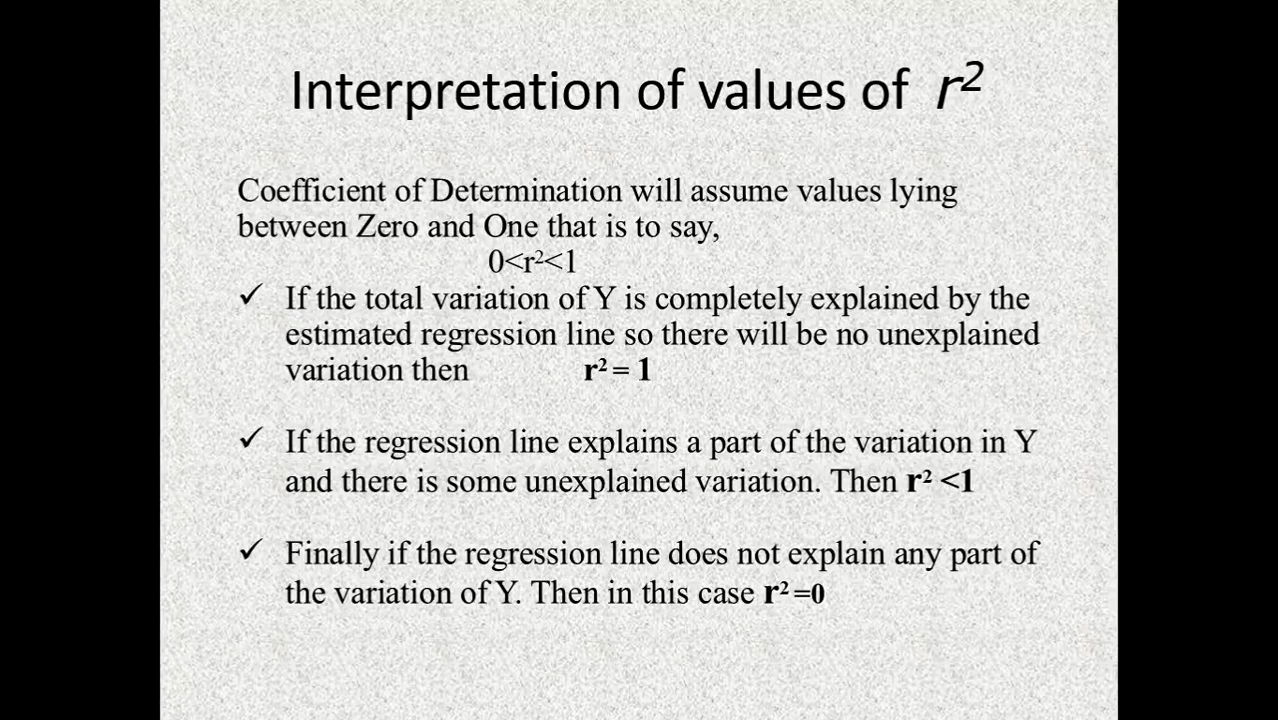 Interpretation of values of r²
Coefficient of Determination will assume values lying
between Zero and One that is to say,
0<r²<1
✓ If the total variation of Y is completely explained by the
estimated regression line so there will be no unexplained
variation then r² = 1
✓ If the regression line explains a part of the variation in Y
and there is some unexplained variation. Then r² <1
✓ Finally if the regression line does not explain any part of
the variation of Y. Then in this case r² =0